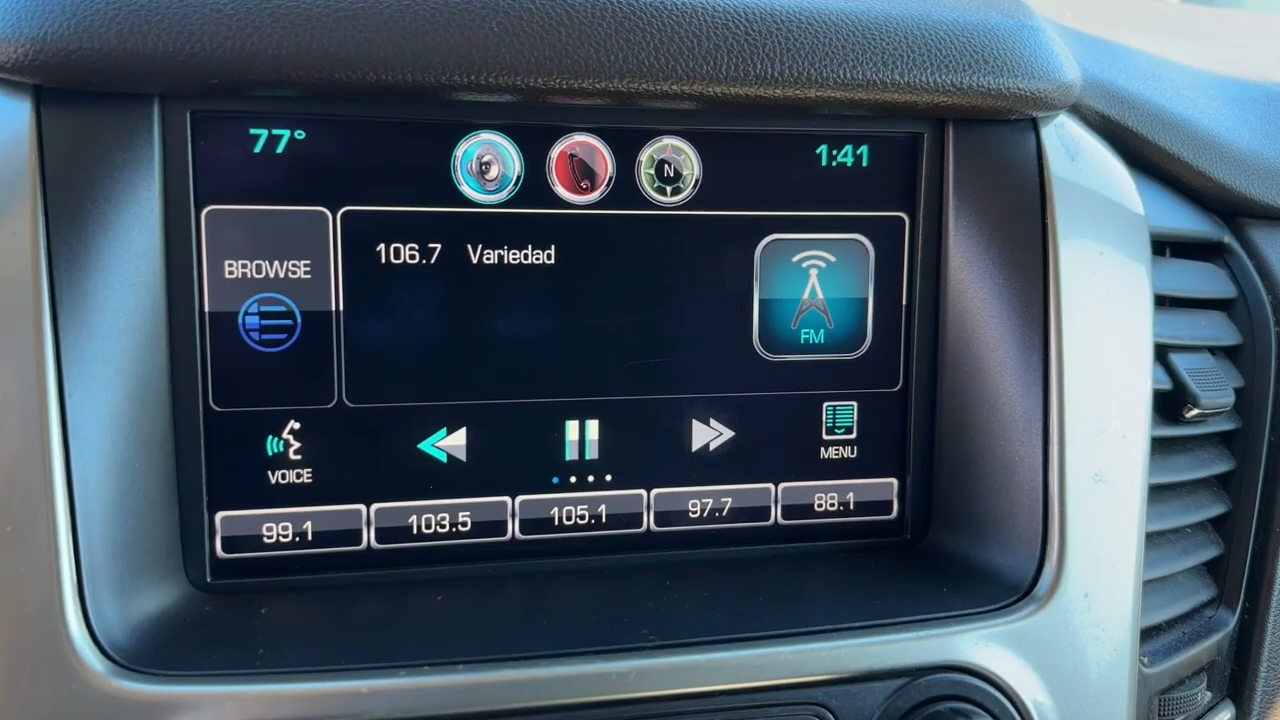 77°
N
1:41
BROWSE
106.7 Variedad
FM
VOICE
MENU
99.1
103.5
105.1
97.7
88.1